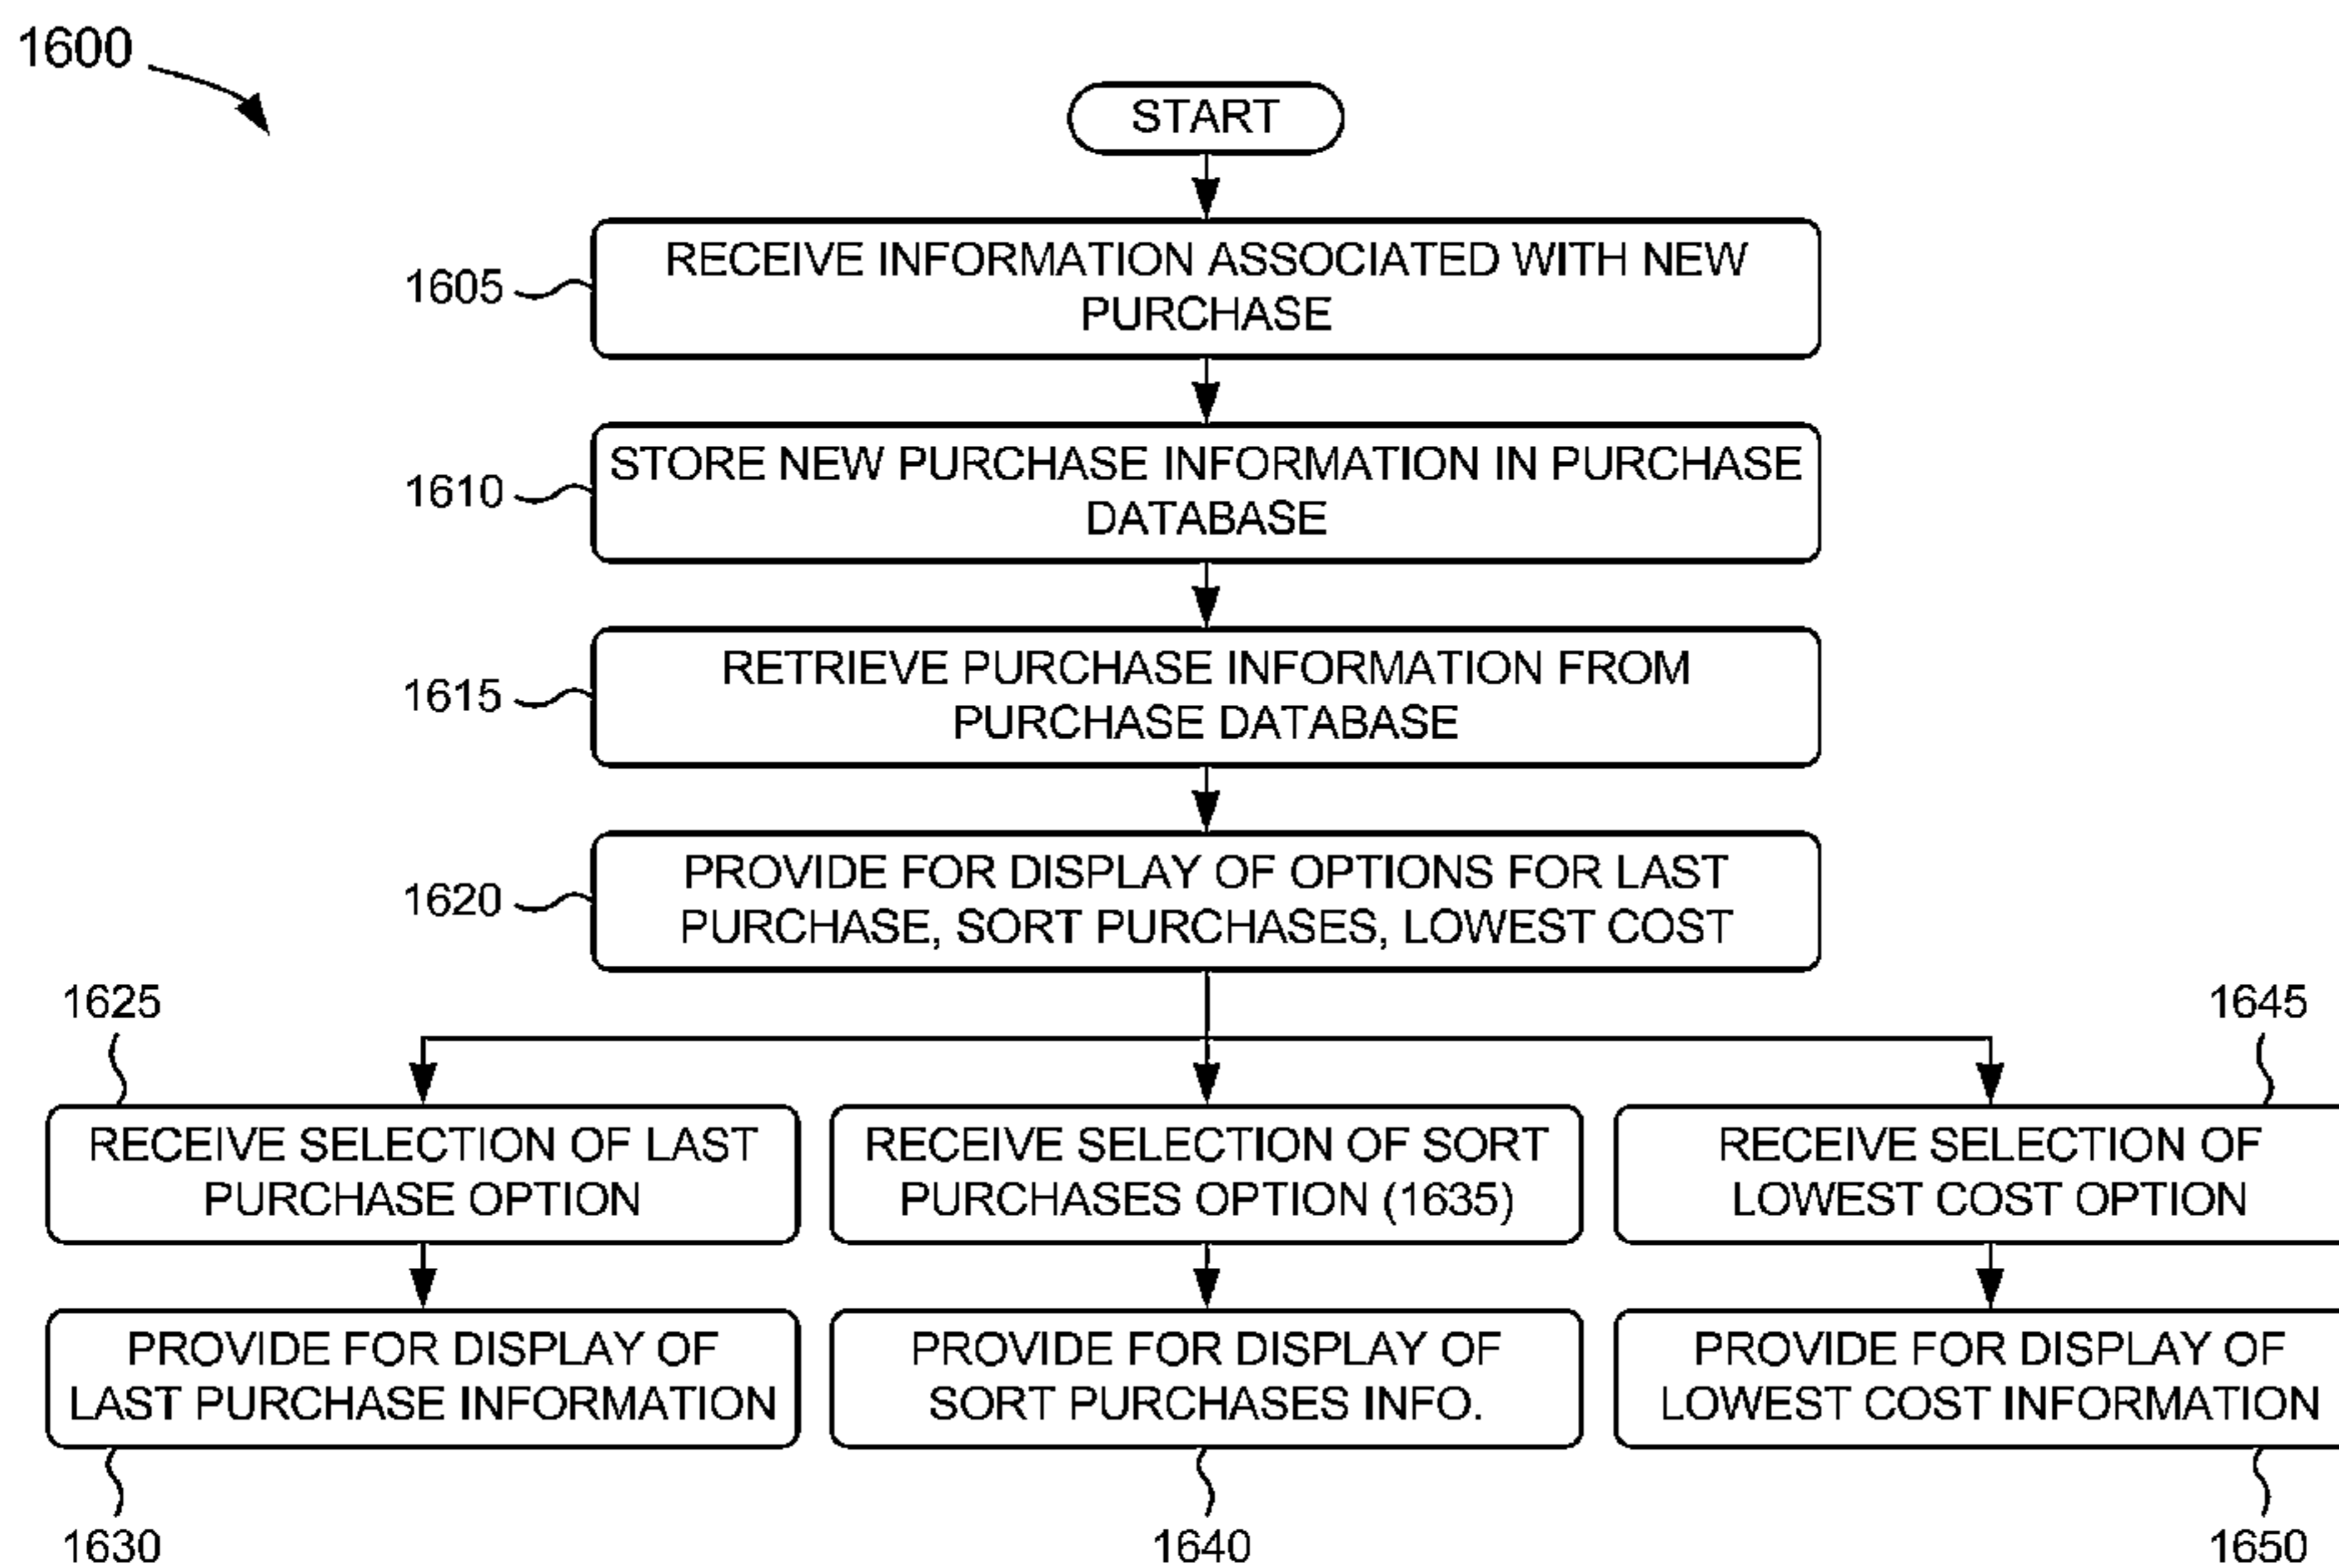 1600
START
1605
RECEIVE INFORMATION ASSOCIATED WITH NEW
PURCHASE
1610
STORE NEW PURCHASE INFORMATION IN PURCHASE
DATABASE
1615
RETRIEVE PURCHASE INFORMATION FROM
PURCHASE DATABASE
1620
PROVIDE FOR DISPLAY OF OPTIONS FOR LAST
PURCHASE, SORT PURCHASES, LOWEST COST
1625
RECEIVE SELECTION OF LAST
PURCHASE OPTION
RECEIVE SELECTION OF SORT
PURCHASES OPTION (1635)
1645
RECEIVE SELECTION OF
LOWEST COST OPTION
PROVIDE FOR DISPLAY OF
LAST PURCHASE INFORMATION
1630
PROVIDE FOR DISPLAY OF
SORT PURCHASES INFO.
1640
PROVIDE FOR DISPLAY OF
LOWEST COST INFORMATION
1650